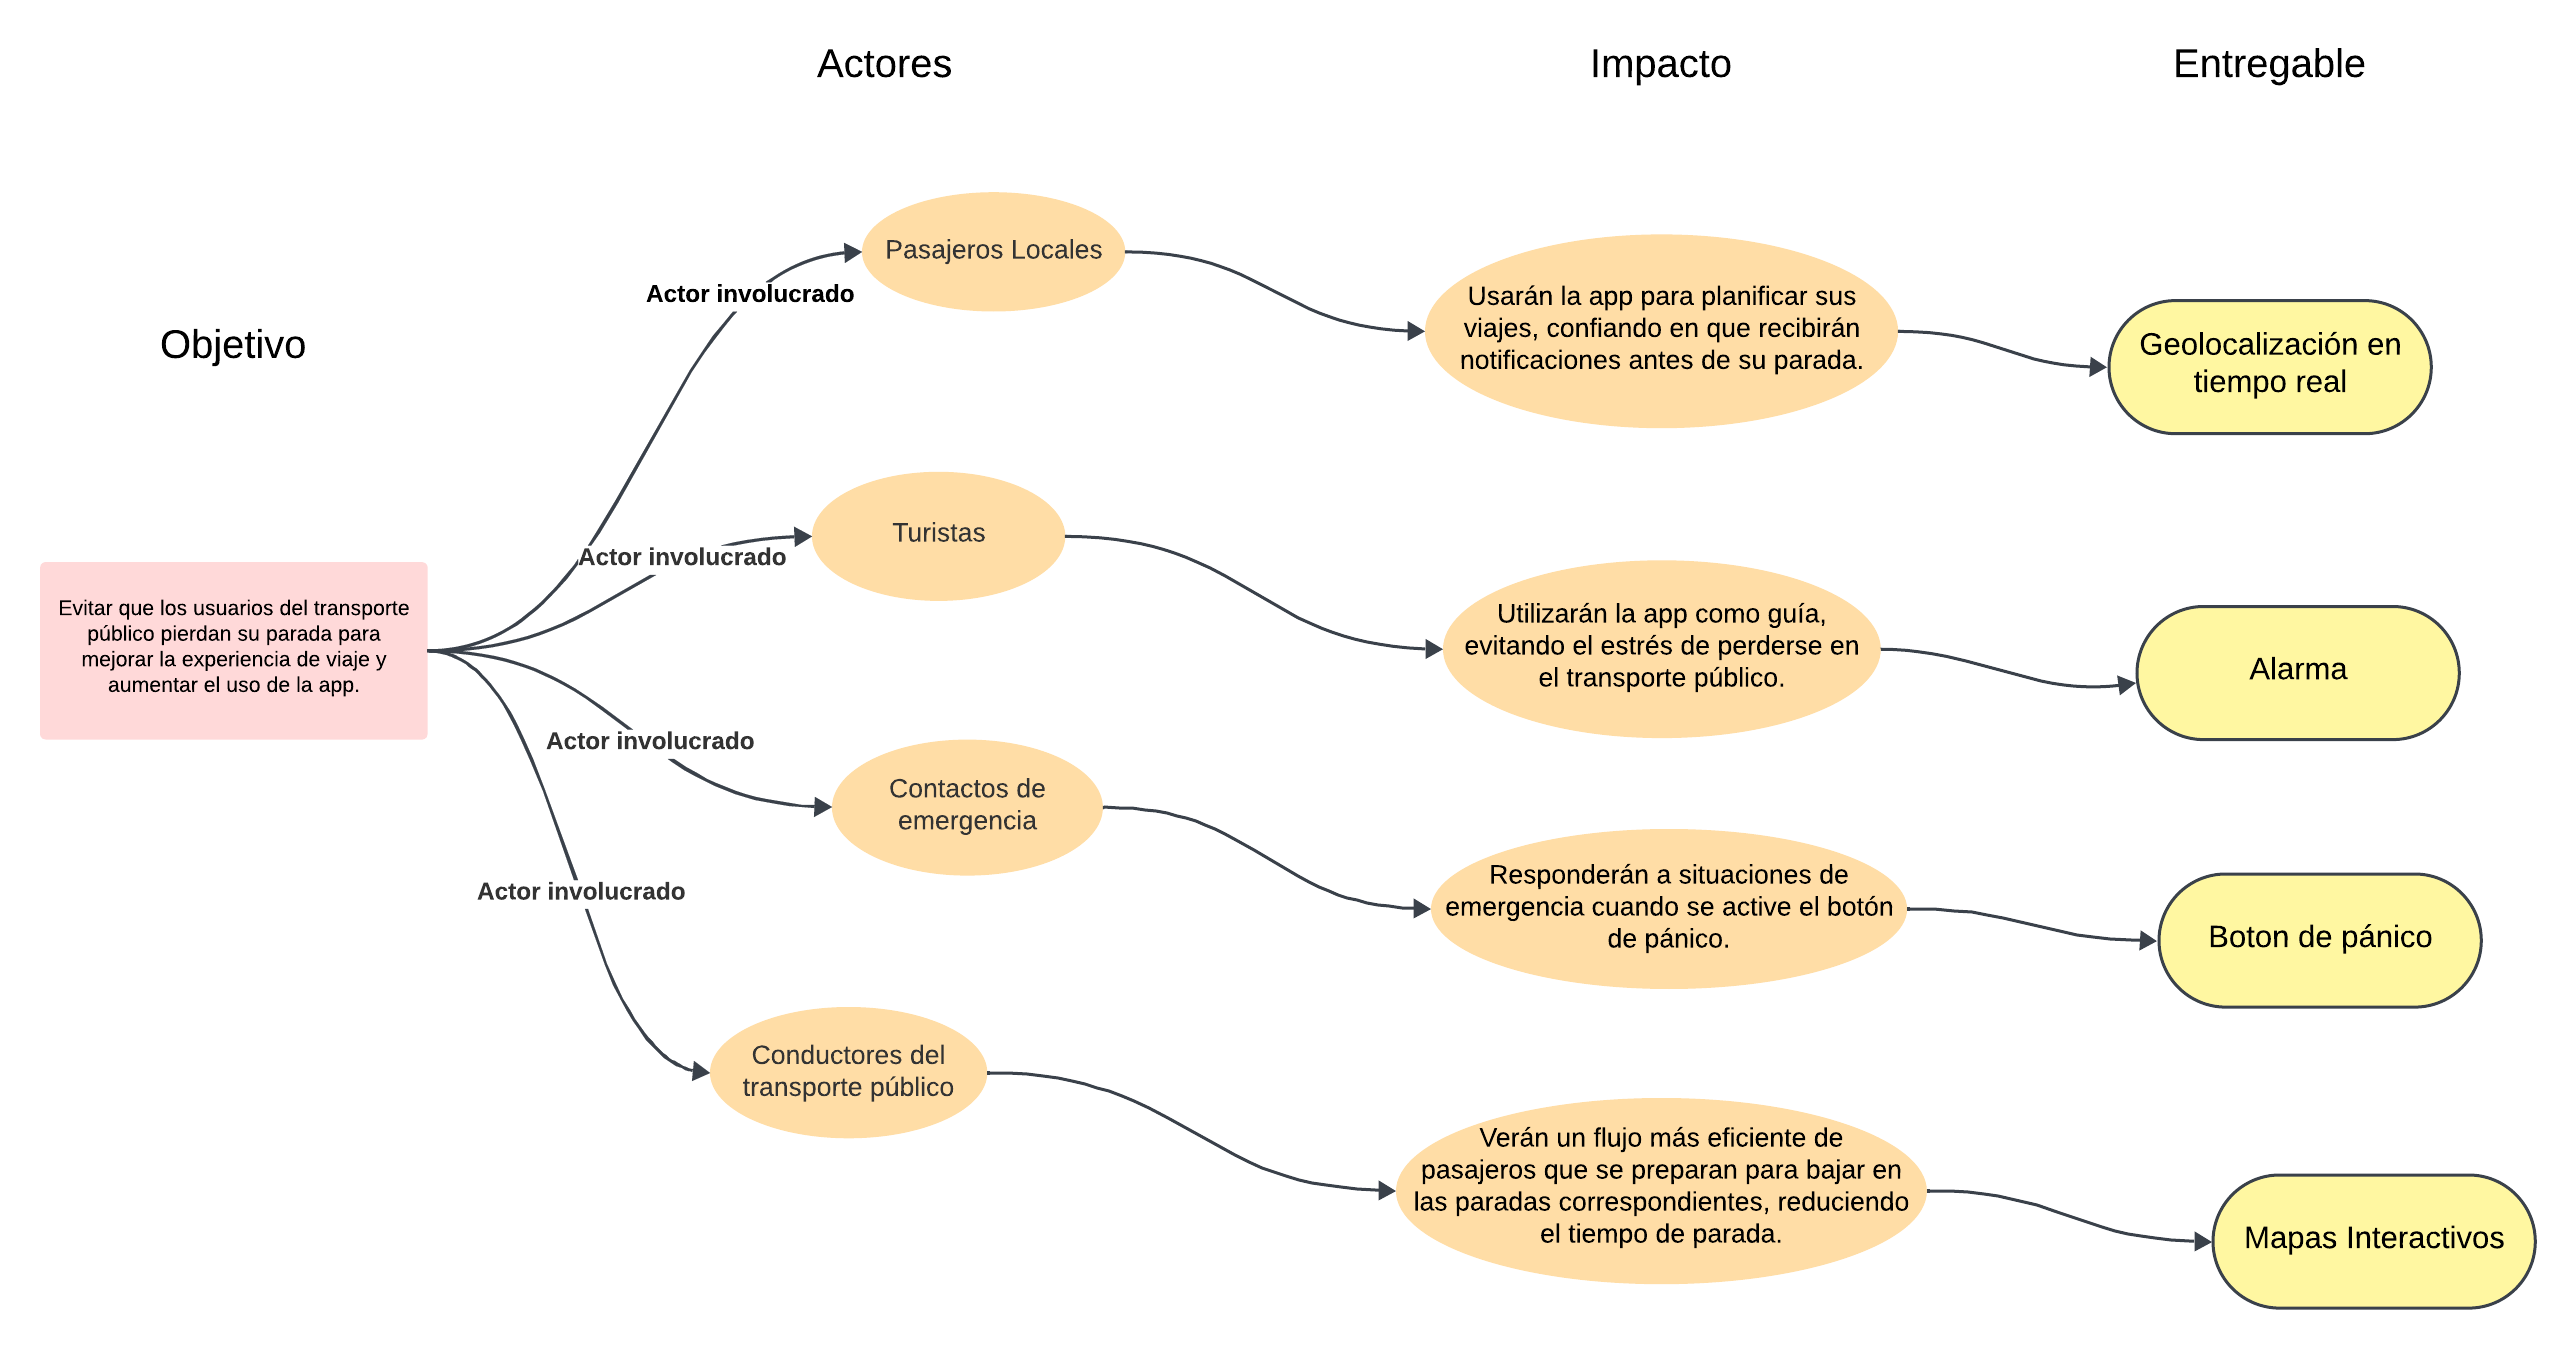 Actores
Impacto
Entregable
Objetivo
Evitar que los usuarios del transporte
público pierdan su parada para
mejorar la experiencia de viaje y
aumentar el uso de la app.
Actor involucrado
Pasajeros Locales
Usarán la app para planificar sus
viajes, confiando en que recibirán
notificaciones antes de su parada.
Geolocalización en
tiempo real
Actor involucrado
Turistas
Utilizarán la app como guía,
evitando el estrés de perderse en
el transporte público.
Alarma
Actor involucrado
Contactos de
emergencia
Responderán a situaciones de
emergencia cuando se active el botón
de pánico.
Boton de pánico
Actor involucrado
Conductores del
transporte público
Verán un flujo más eficiente de
pasajeros que se preparan para bajar en
las paradas correspondientes, reduciendo
el tiempo de parada.
Mapas Interactivos